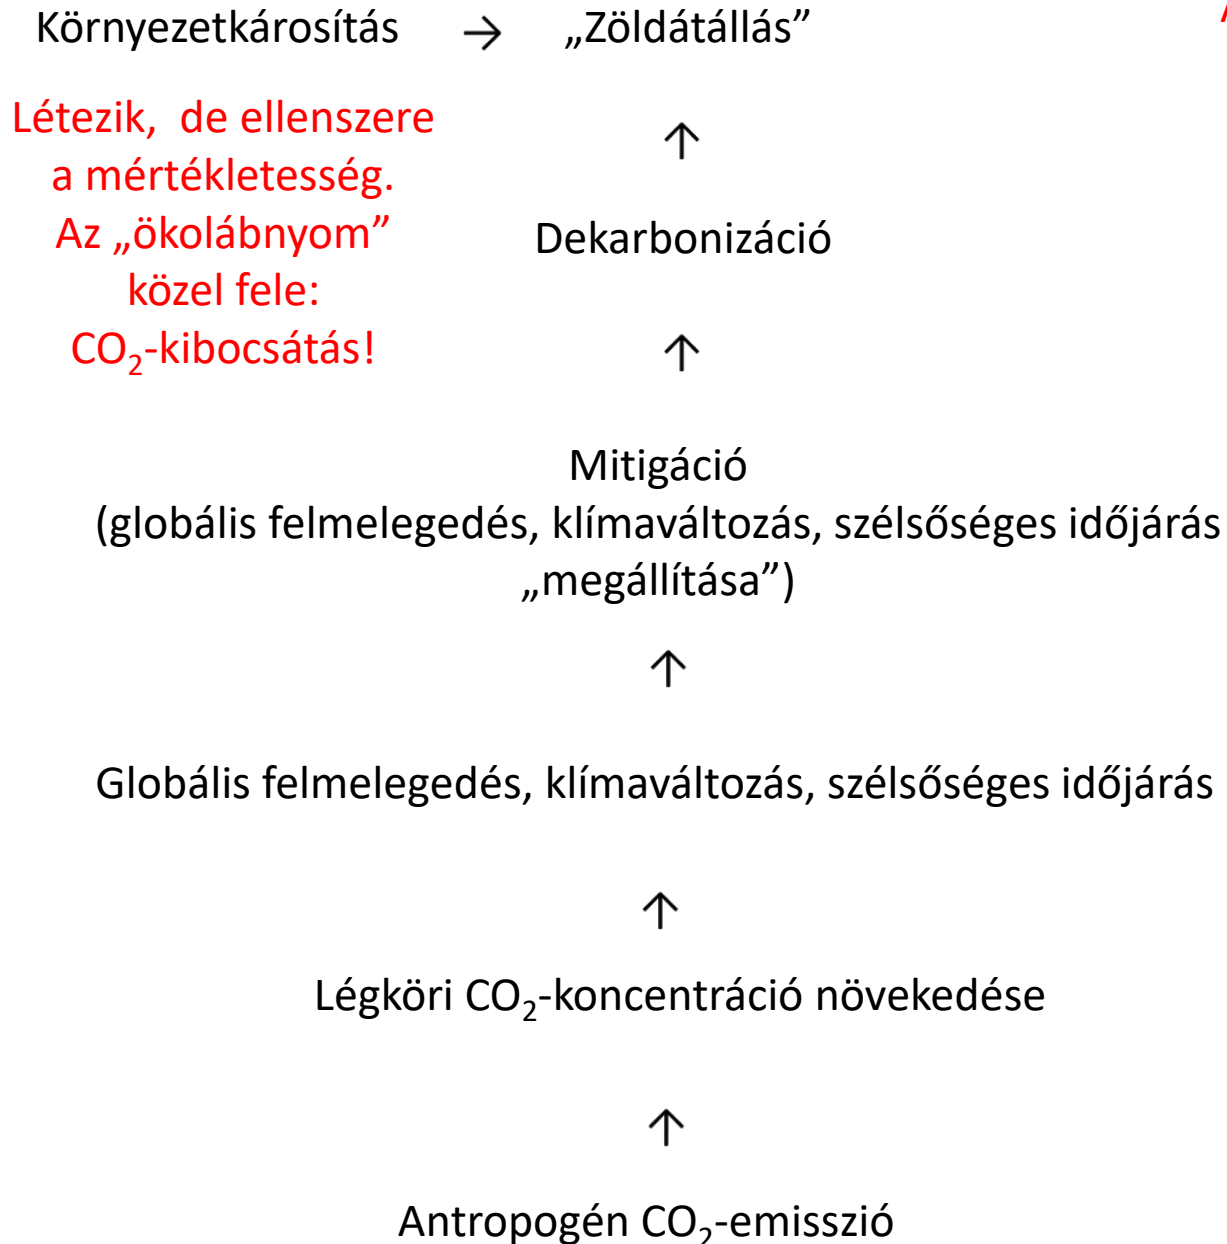 Környezetkárosítás → „Zöldátállás”
Létezik, de ellenszere
a mértékletesség.
Az „ökolábnyom”
közel fele:
CO₂-kibocsátás!
↑
Dekarbonizáció
↑
Mitigáció
(globális felmelegedés, klímaváltozás, szélsőséges időjárás
„megállítása”)
↑
Globális felmelegedés, klímaváltozás, szélsőséges időjárás
↑
Légköri CO₂-koncentráció növekedése
↑
Antropogén CO₂-emisszió